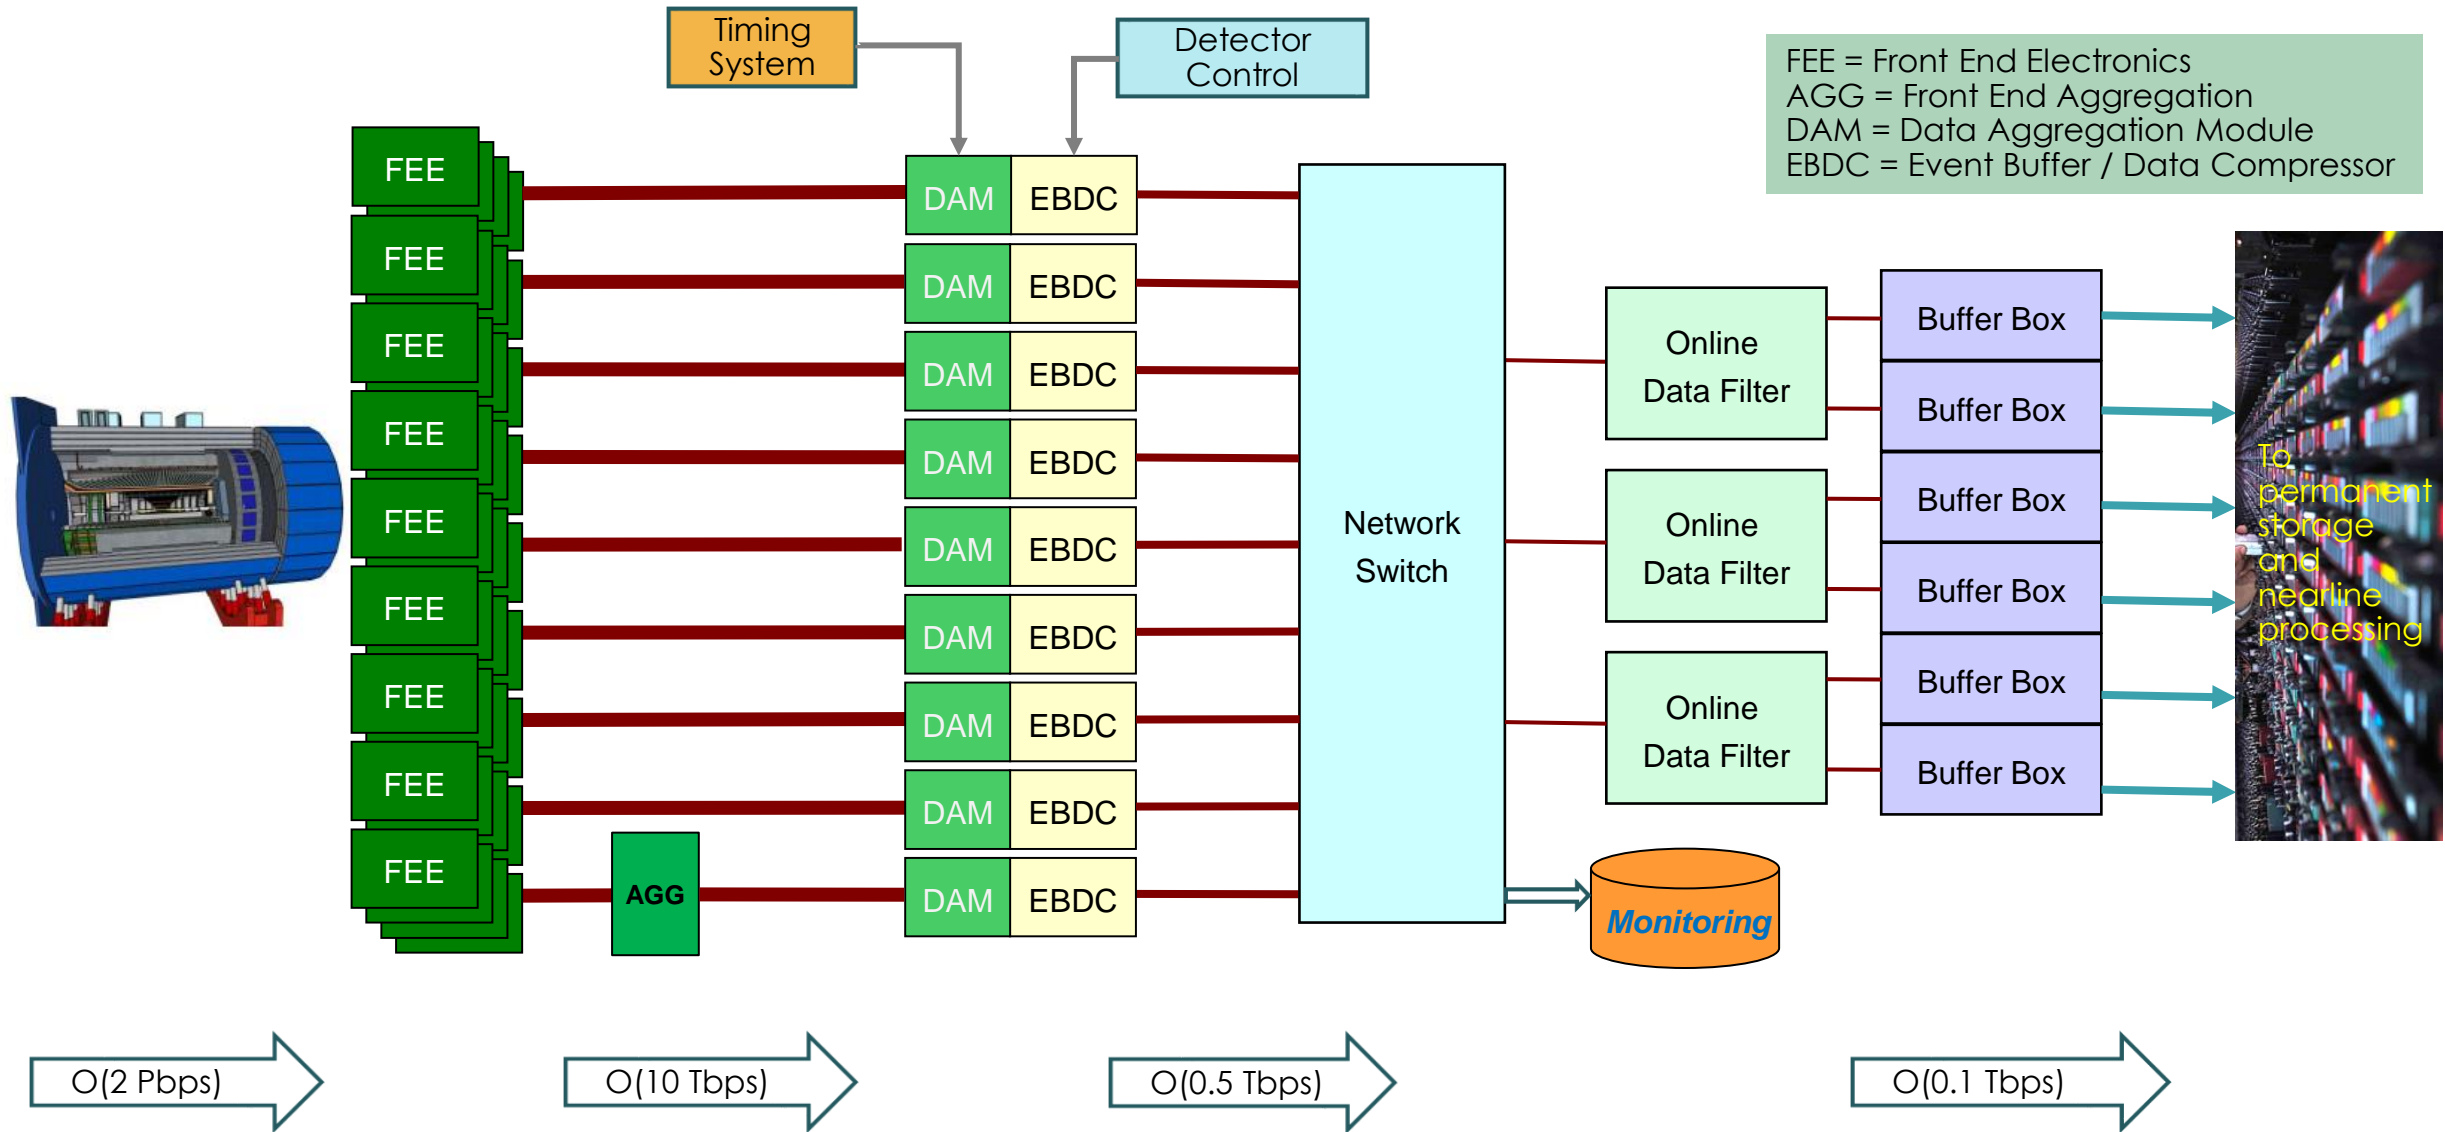 Timing
System
Detector
Control
FEE = Front End Electronics
AGG = Front End Aggregation
DAM = Data Aggregation Module
EBDC = Event Buffer / Data Compressor
FEE
FEE
FEE
FEE
FEE
FEE
FEE
FEE
FEE
AGG
DAM EBDC
DAM EBDC
DAM EBDC
DAM EBDC
DAM EBDC
DAM EBDC
DAM EBDC
DAM EBDC
DAM EBDC
Network
Switch
Online
Data Filter
Online
Data Filter
Online
Data Filter
Monitoring
Buffer Box
Buffer Box
Buffer Box
Buffer Box
Buffer Box
Buffer Box
To
permanent
storage
and
nearline
processing
O(2 Pbps)
O(10 Tbps)
O(0.5 Tbps)
O(0.1 Tbps)